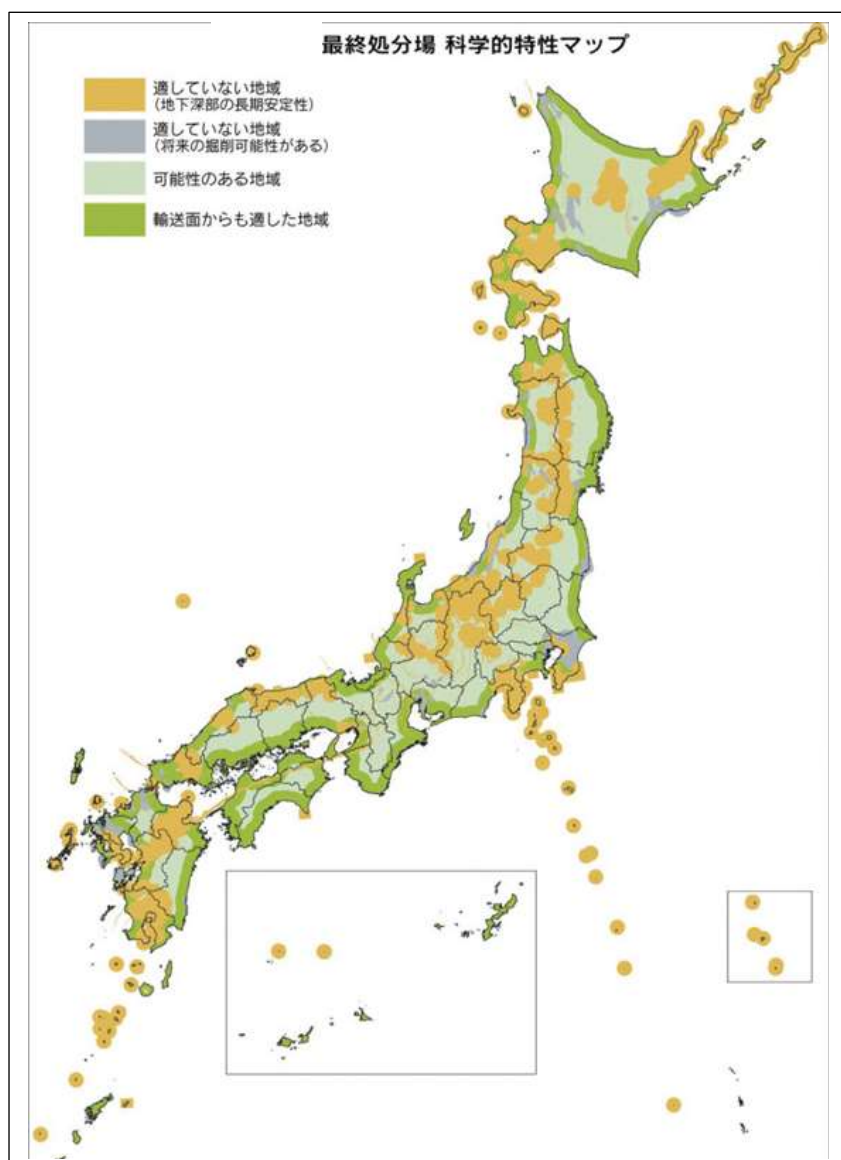 最終処分場 科学的特性マップ
適していない地域
(地下深部の長期安定性)
適していない地域
(将来の掘削可能性がある)
可能性のある地域
輸送面からも適した地域